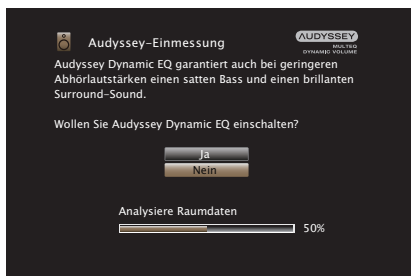 Audyssey-Einmessung
AUDYSSEY
MULTEQ
DYNAMIC VOLUME
Audyssey Dynamic EQ garantiert auch bei geringeren
Abhörlautstärken einen satten Bass und einen brillanten
Surround-Sound.
Wollen Sie Audyssey Dynamic EQ einschalten?
Ja
Nein
Analysiere Raumdaten
50%